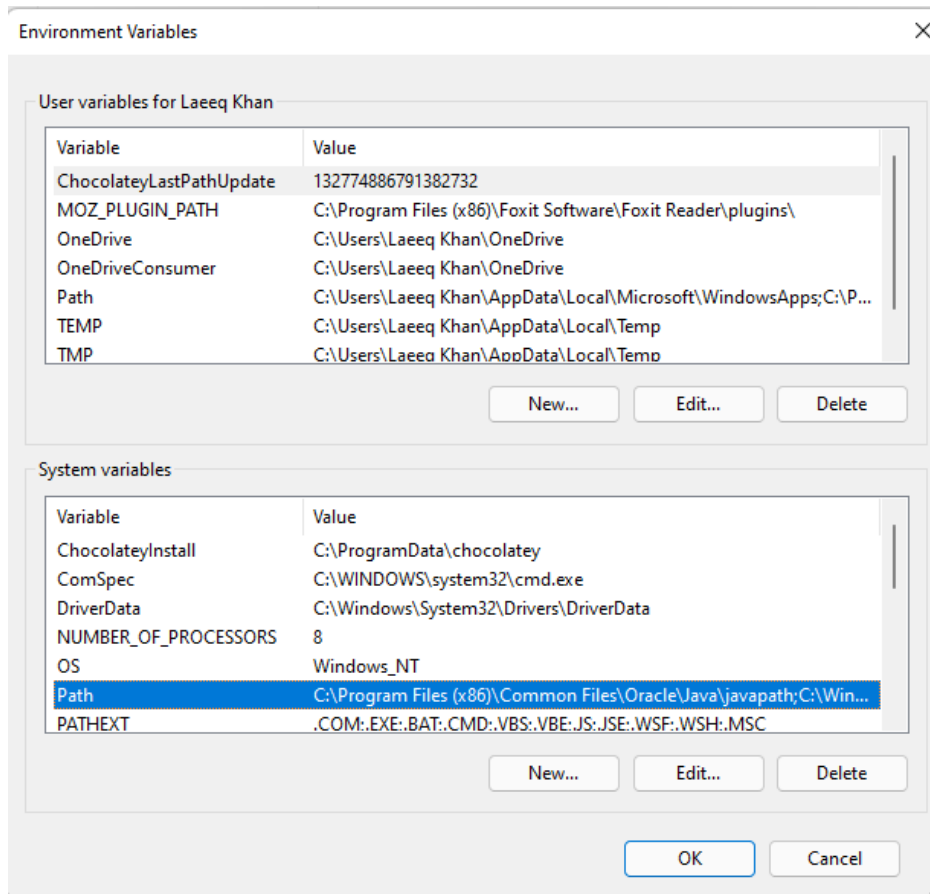 Environment Variables
User variables for Laeeq Khan
Variable Value
ChocolateyLastPathUpdate 132774886791382732
MOZ_PLUGIN_PATH C:\Program Files (x86)\Foxit Software\Foxit Reader\plugins\
OneDrive C:\Users\Laeeq Khan\OneDrive
OneDriveConsumer C:\Users\Laeeq Khan\OneDrive
Path C:\Users\Laeeq Khan\AppData\Local\Microsoft\WindowsApps;C:\P...
TEMP C:\Users\Laeeq Khan\AppData\Local\Temp
TMP C:\Users\Laeeq Khan\AppData\Local\Temp
New... Edit... Delete
System variables
Variable Value
ChocolateyInstall C:\ProgramData\chocolatey
ComSpec C:\WINDOWS\system32\cmd.exe
DriverData C:\Windows\System32\Drivers\DriverData
NUMBER_OF_PROCESSORS 8
OS Windows_NT
Path C:\Program Files (x86)\Common Files\Oracle\Java\javapath;C:\Win...
PATHEXT .COM;.EXE;.BAT;.CMD;.VBS;.VBE;.JS;.JSE;.WSF;.WSH;.MSC
New... Edit... Delete
OK Cancel